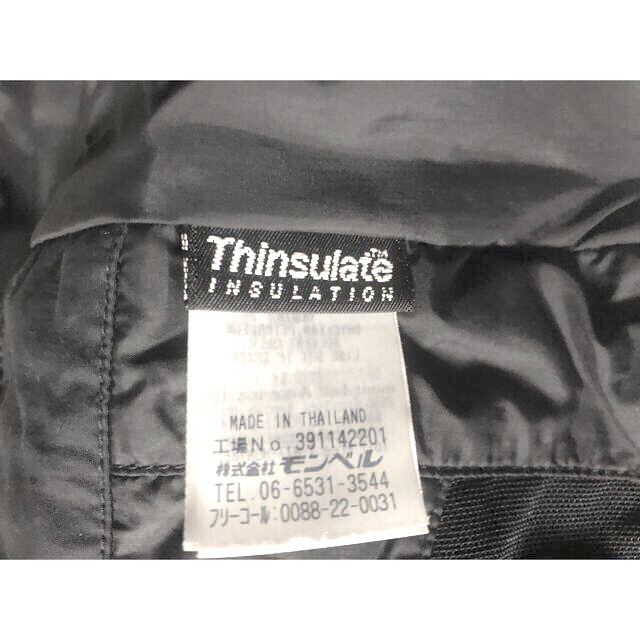 Thinsulate™
INSULATION
MADE IN THAILAND
工場No.391142201
株式会社モンベル
TEL.06-6531-3544
フリーコール:0088-22-0031